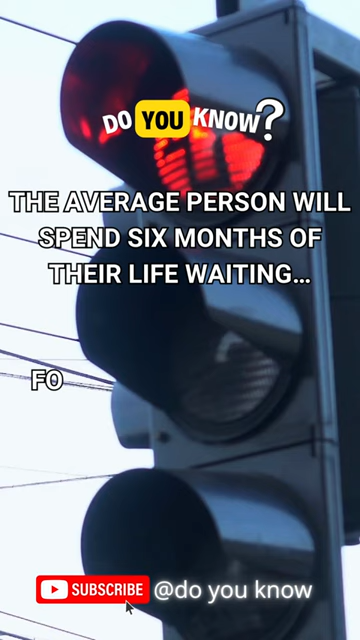 DO YOU KNOW?
THE AVERAGE PERSON WILL
SPEND SIX MONTHS OF
THEIR LIFE WAITING...
FO
SUBSCRIBE @do you know